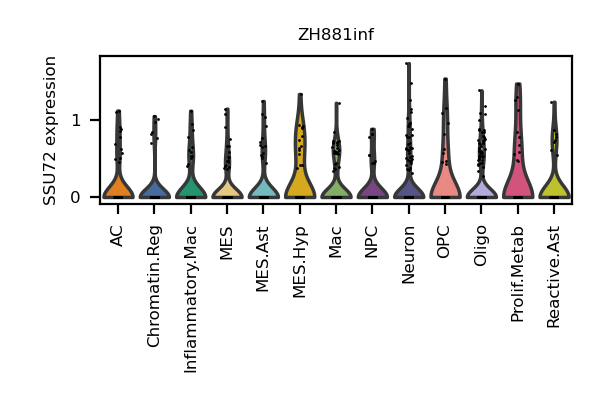 ZH881inf
SSU72 expression
1
0
AC
Chromatin.Reg
Inflammatory.Mac
MES
MES.Ast
MES.Hyp
Mac
NPC
Neuron
OPC
Oligo
Prolif.Metab
Reactive.Ast